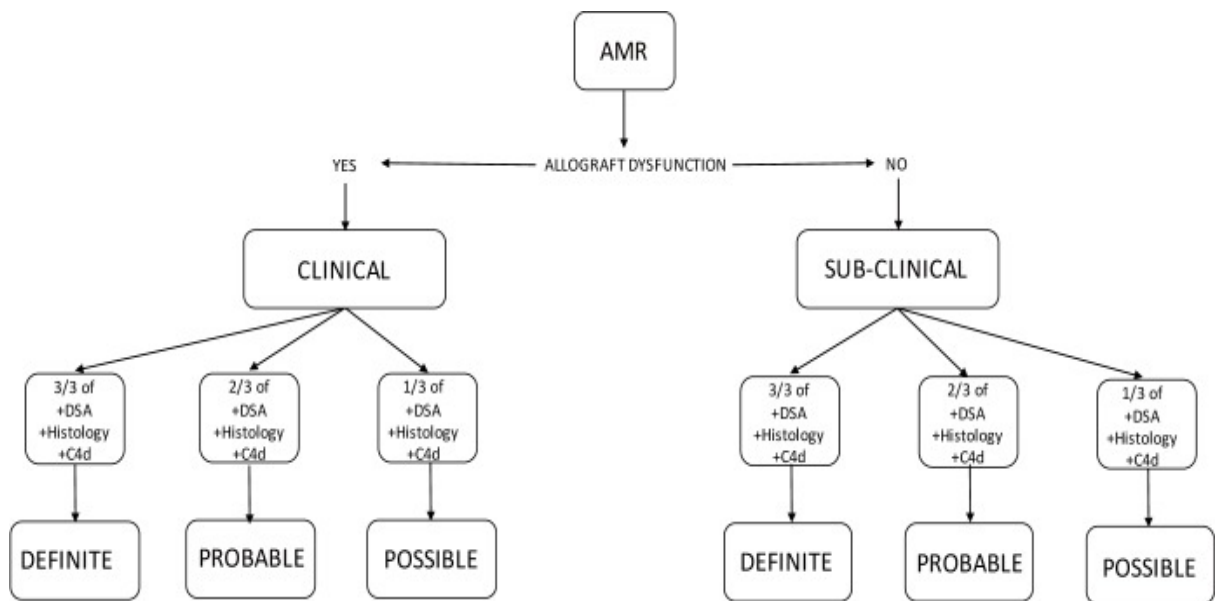 AMR
YES
ALLOGRAFT DYSFUNCTION
NO
CLINICAL
SUB-CLINICAL
3/3 of
+DSA
+Histology
+C4d
2/3 of
+DSA
+Histology
+C4d
1/3 of
+DSA
+Histology
+C4d
3/3 of
+DSA
+Histology
+C4d
2/3 of
+DSA
+Histology
+C4d
1/3 of
+DSA
+Histology
+C4d
DEFINITE
PROBABLE
POSSIBLE
DEFINITE
PROBABLE
POSSIBLE